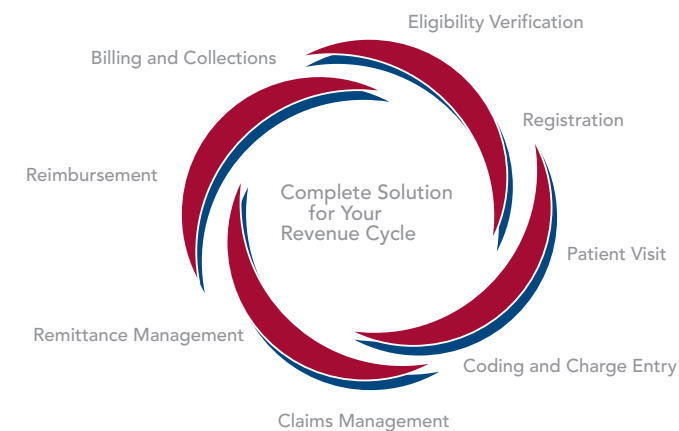 Eligibility Verification
Billing and Collections
Registration
Reimbursement
Complete Solution
for Your
Revenue Cycle
Patient Visit
Remittance Management
Coding and Charge Entry
Claims Management